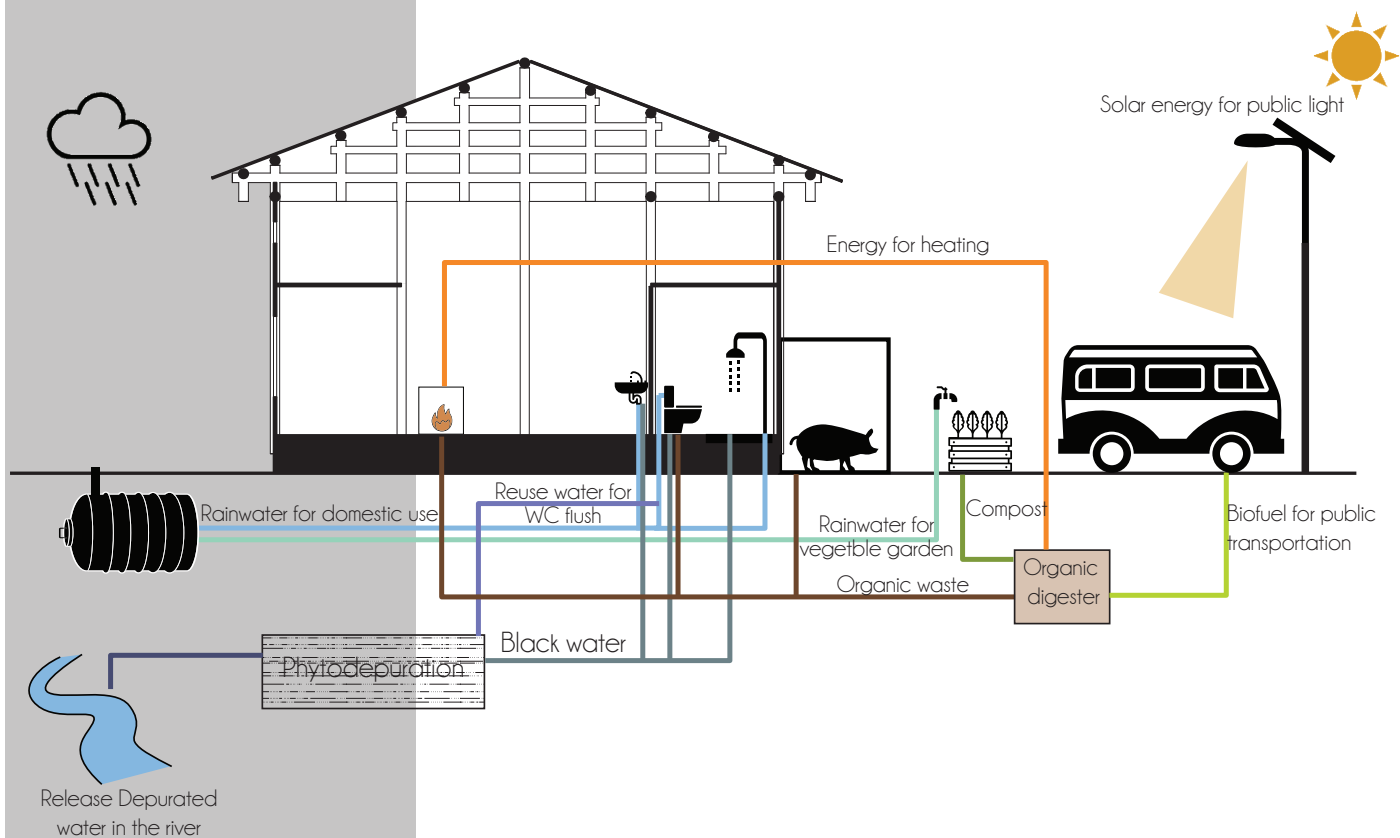 Solar energy for public light
Energy for heating
Reuse water for
WC flush
Rainwater for domestic use
Rainwater for
vegetble garden
Compost
Biofuel for public
transportation
Organic
digester
Organic waste
Black water
Phytodepuration
Release Depurated
water in the river